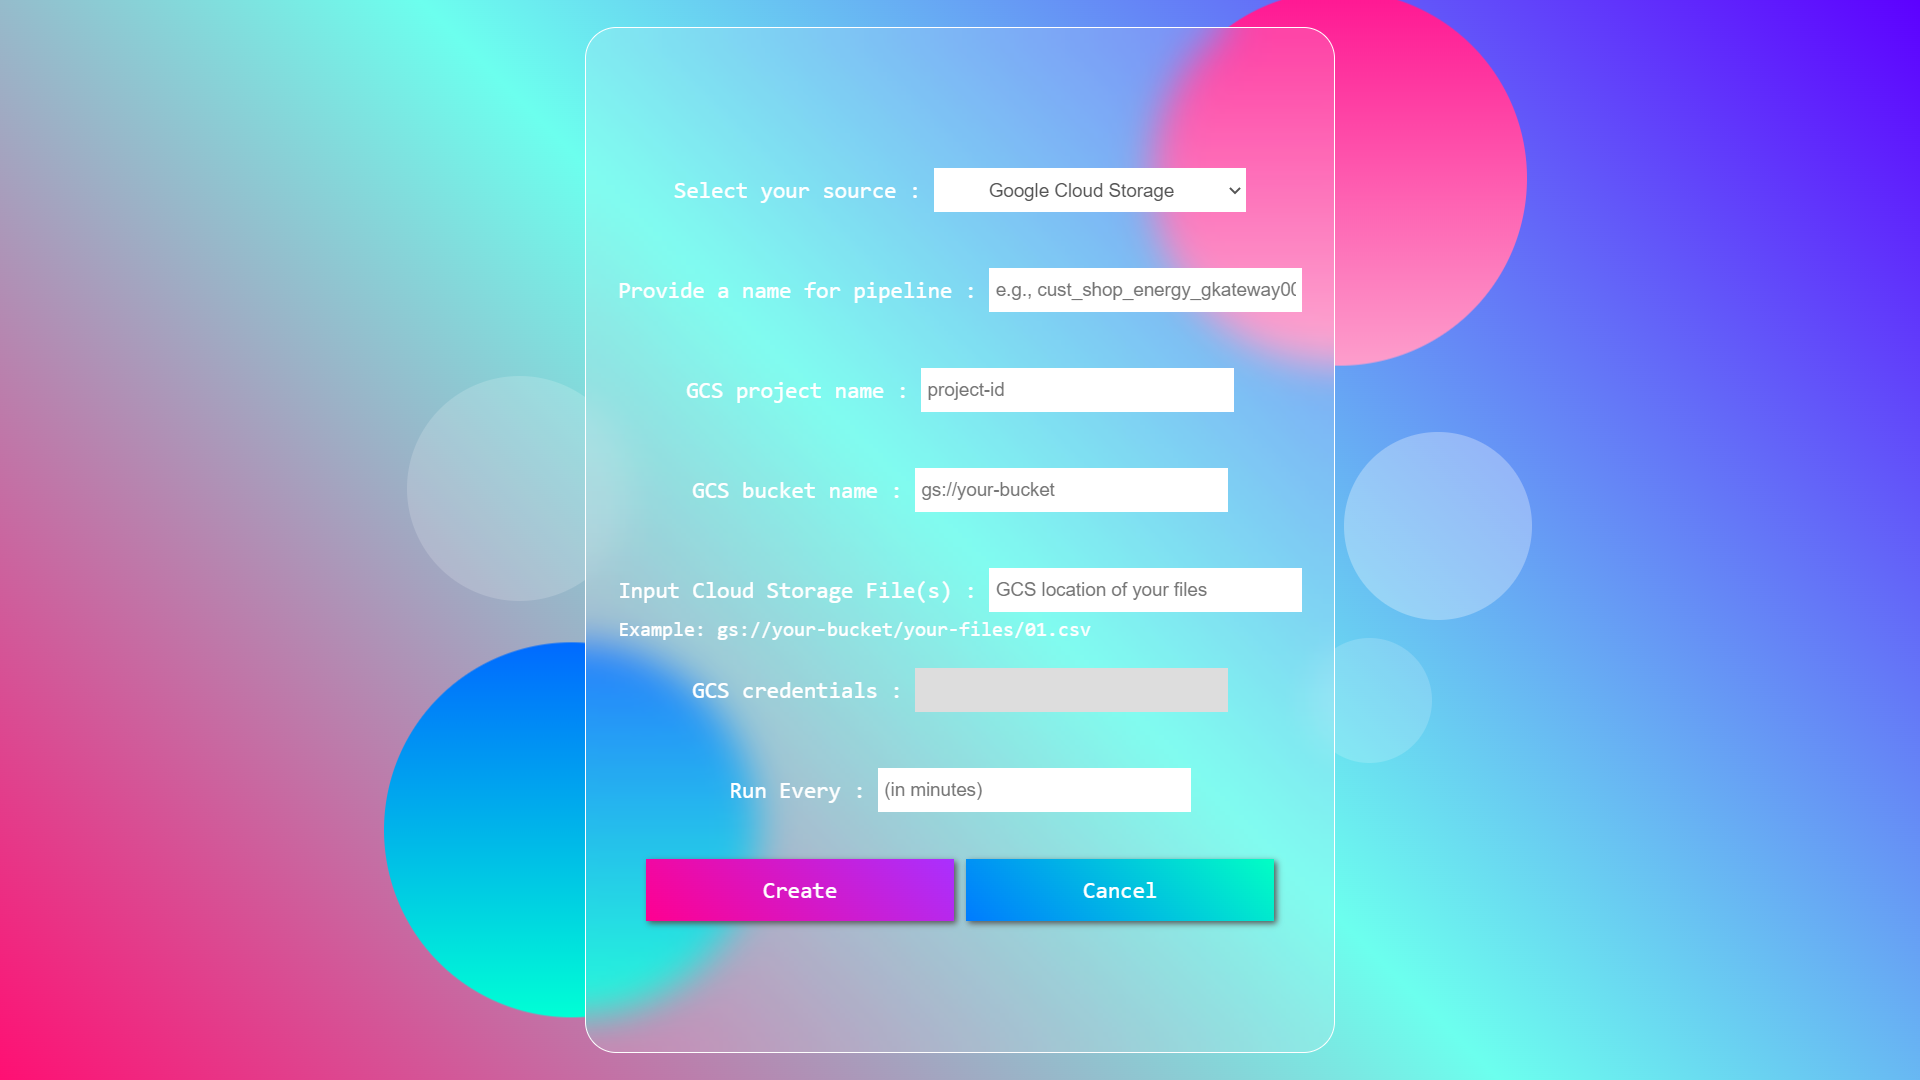 Select your source : Google Cloud Storage
Provide a name for pipeline : e.g., cust_shop_energy_gkateway00
GCS project name : project-id
GCS bucket name : gs://your-bucket
Input Cloud Storage File(s) : GCS location of your files
Example: gs://your-bucket/your-files/01.csv
GCS credentials :
Run Every : (in minutes)
Create Cancel